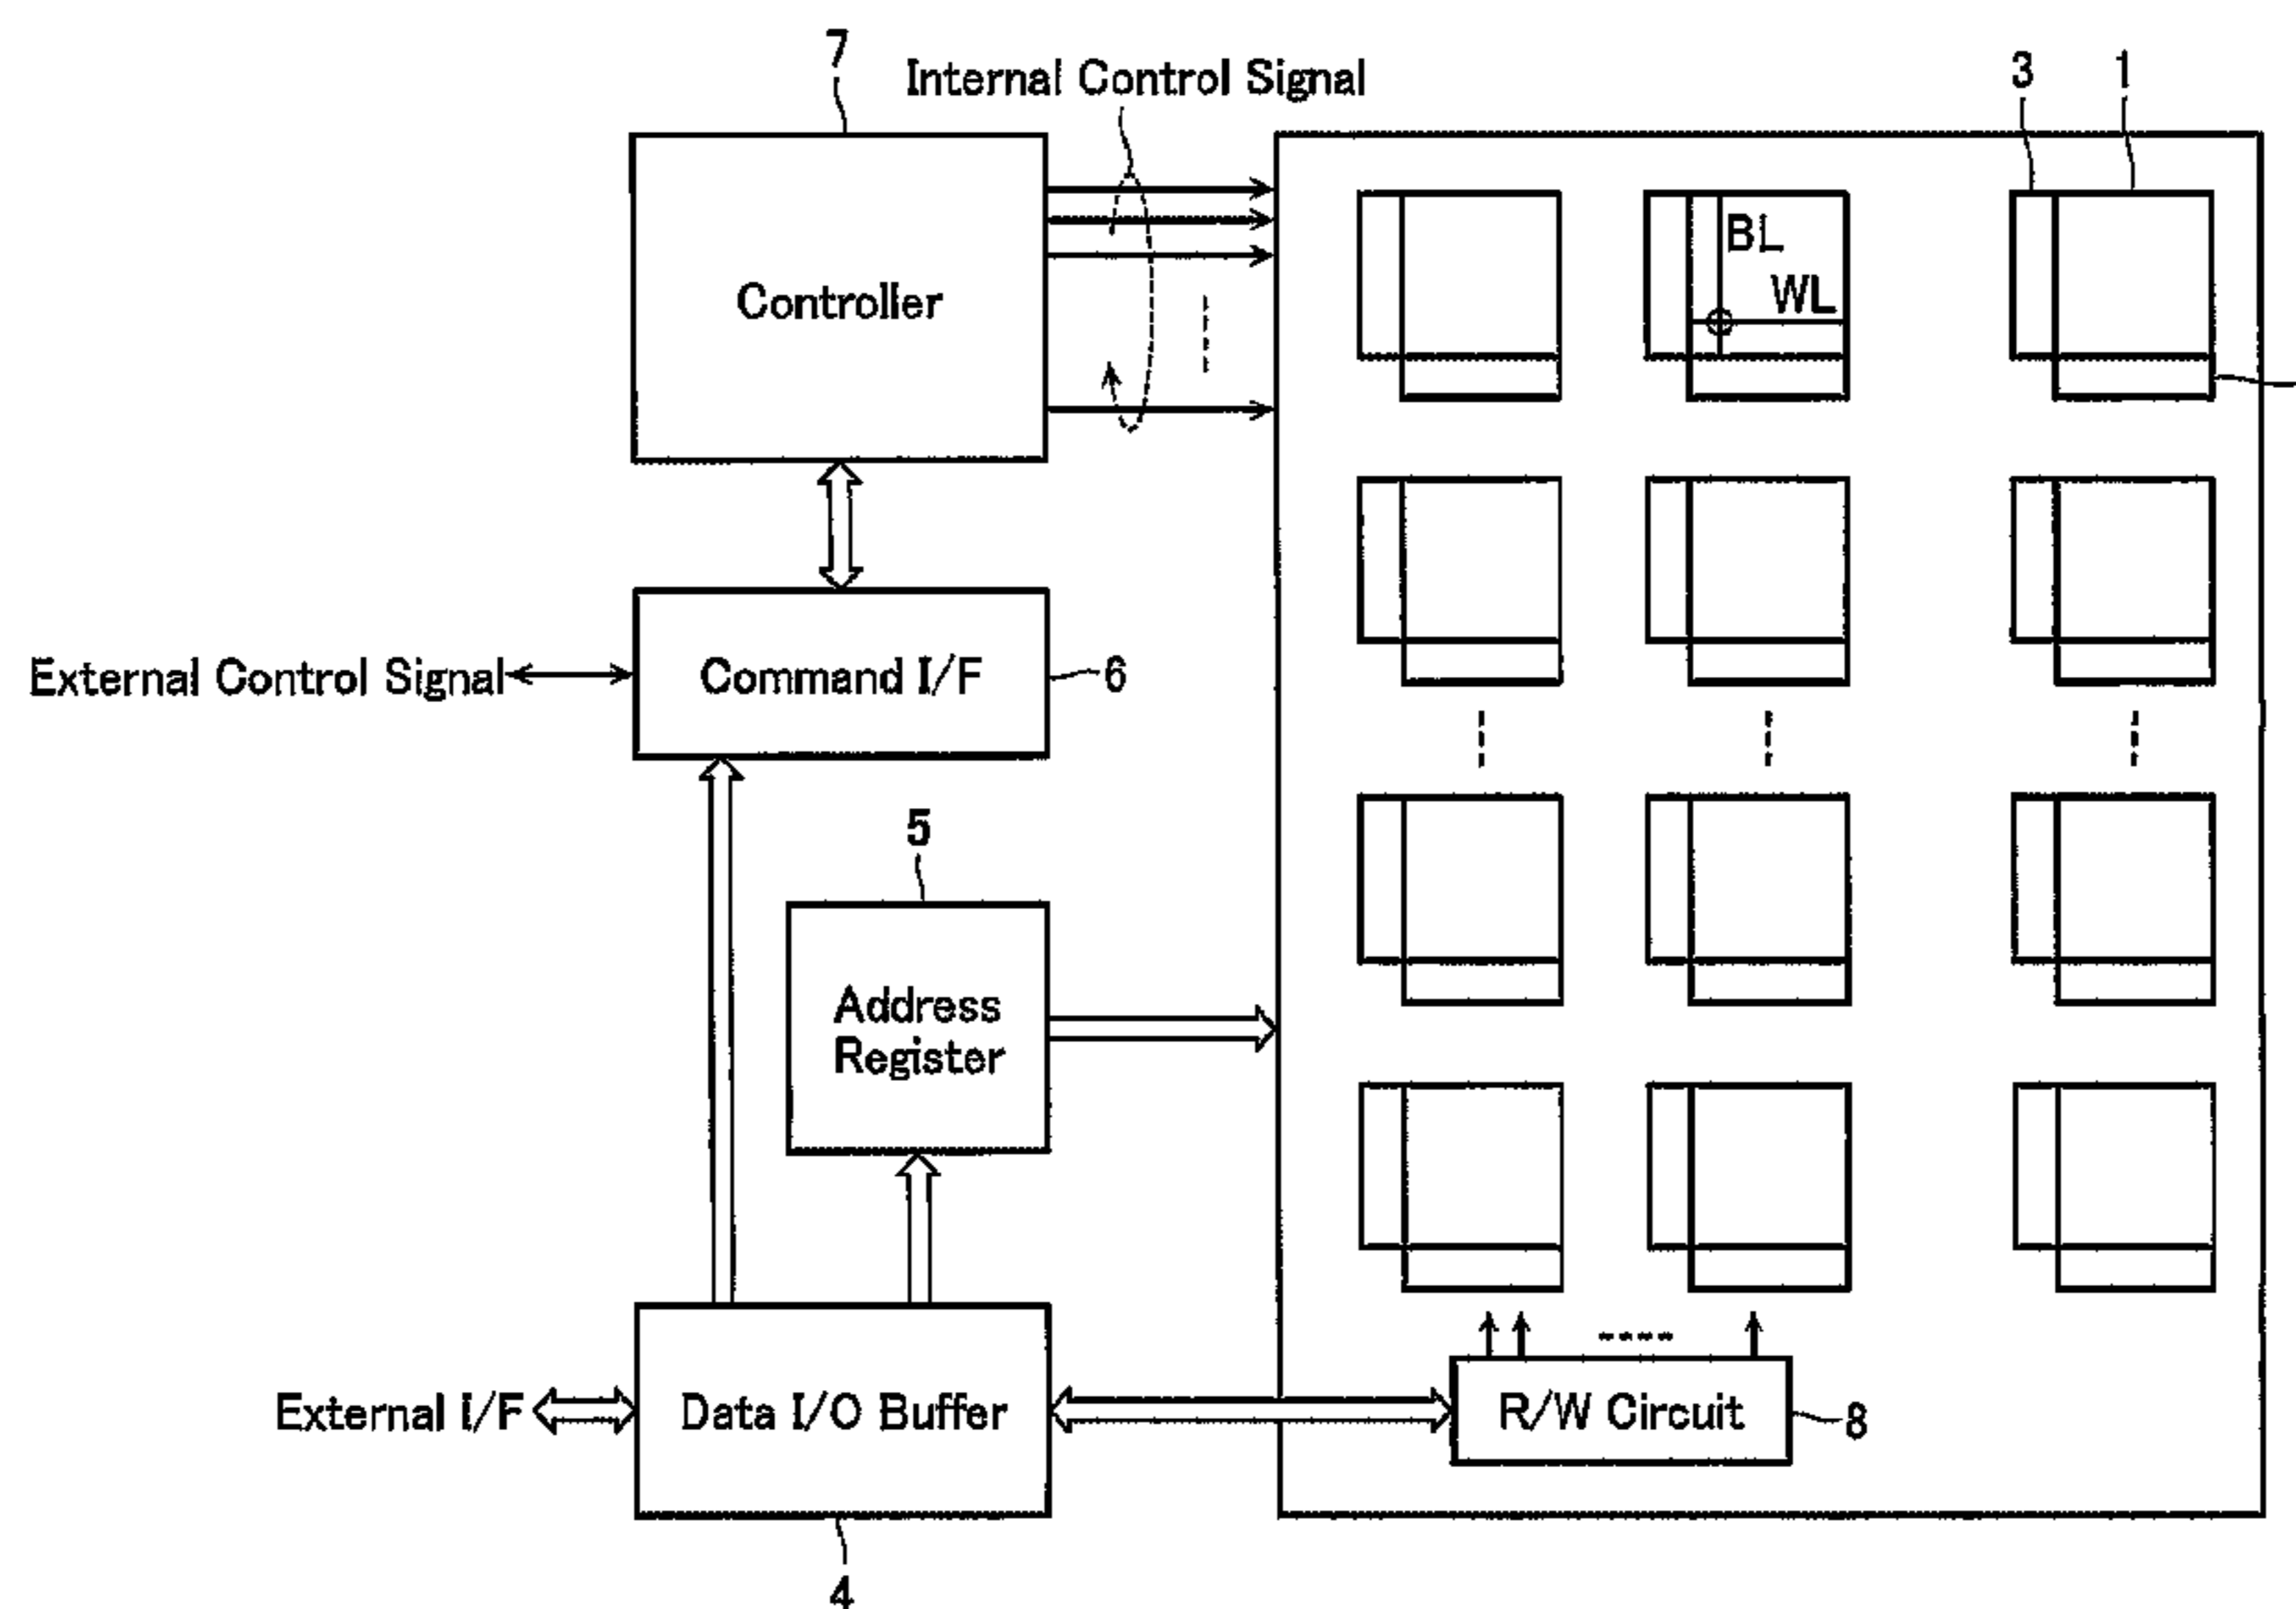 7
Internal Control Signal
3
1
Controller
BL
WL
External Control Signal
Command I/F
6
5
Address
Register
External I/F
Data I/O Buffer
R/W Circuit
8
4